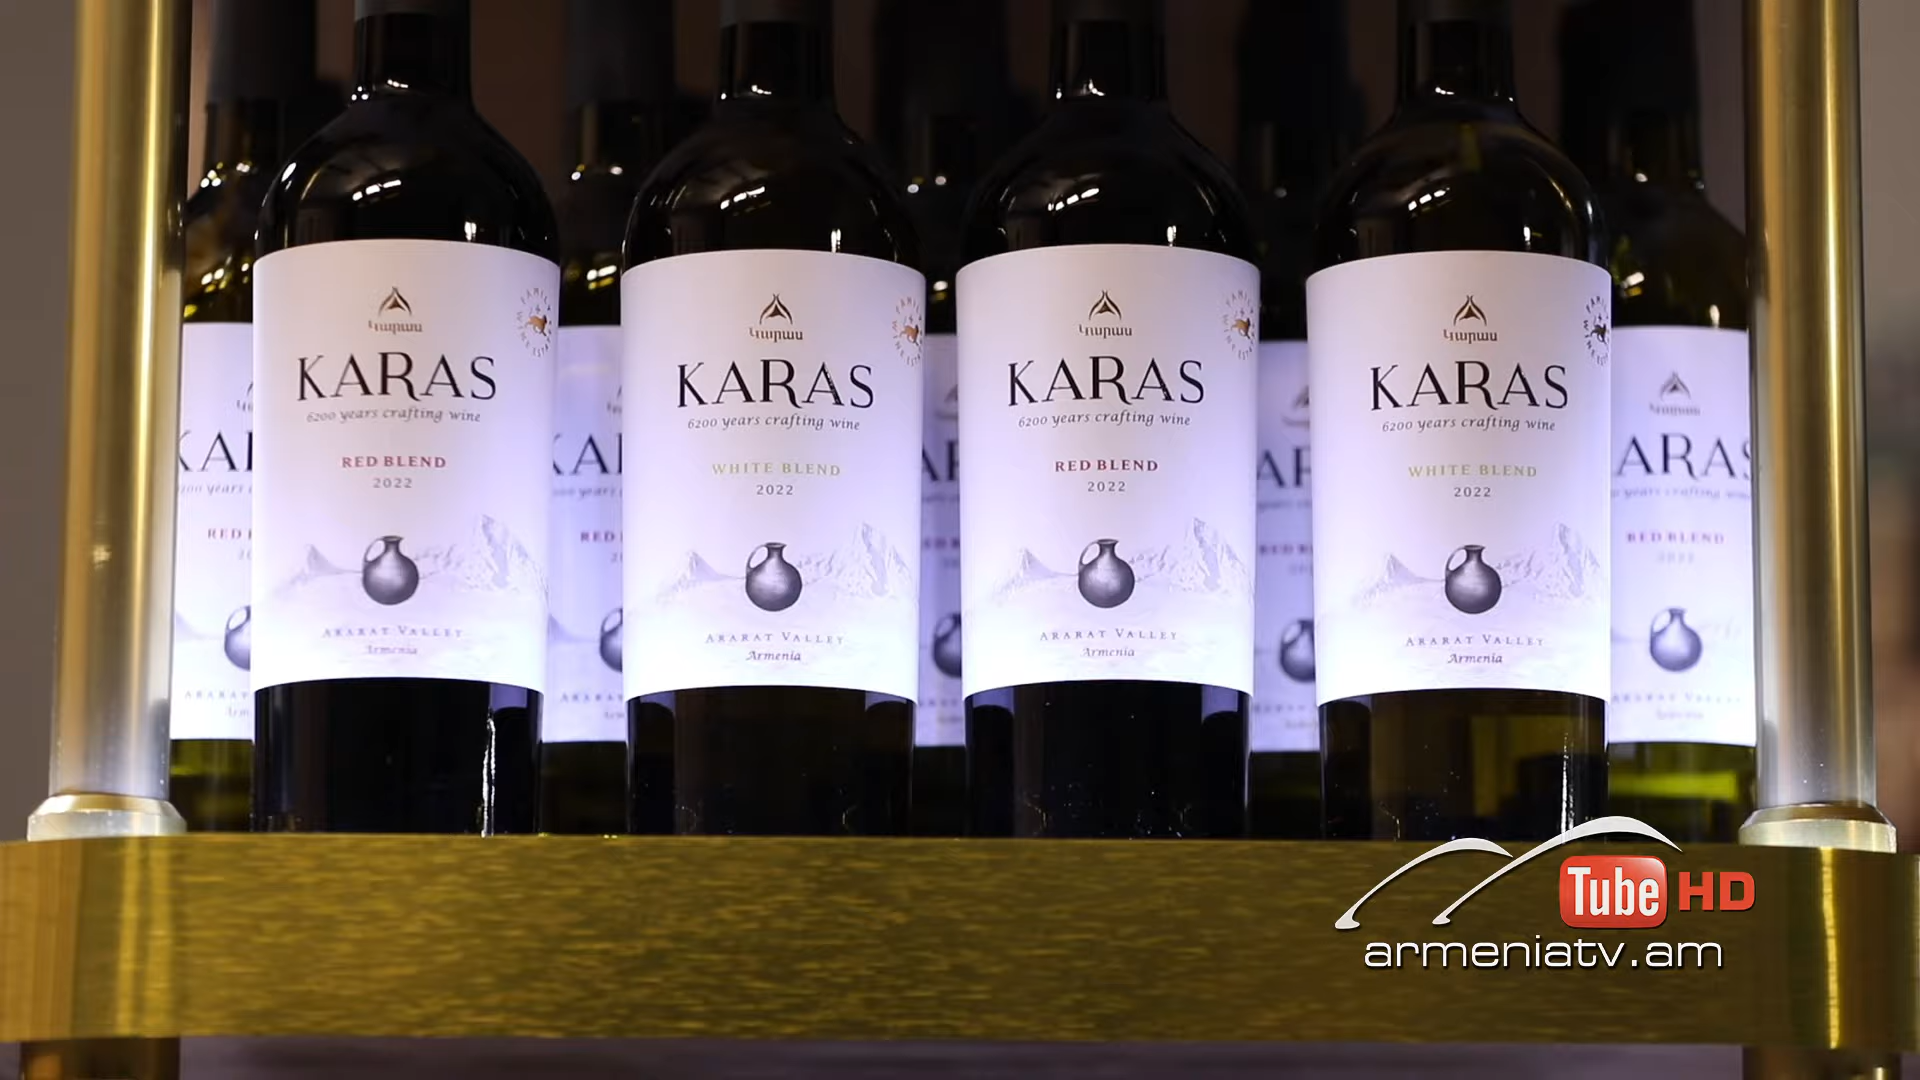 Կարաս
KARAS
6200 years crafting wine
RED BLEND
2022
ARARAT VALLEY
Armenia
Կարաս
KARAS
6200 years crafting wine
WHITE BLEND
2022
ARARAT VALLEY
Armenia
Կարաս
KARAS
6200 years crafting wine
RED BLEND
2022
ARARAT VALLEY
Armenia
Կարաս
KARAS
6200 years crafting wine
WHITE BLEND
2022
ARARAT VALLEY
Armenia
RED BLEND
Tube HD
armeniatv.am